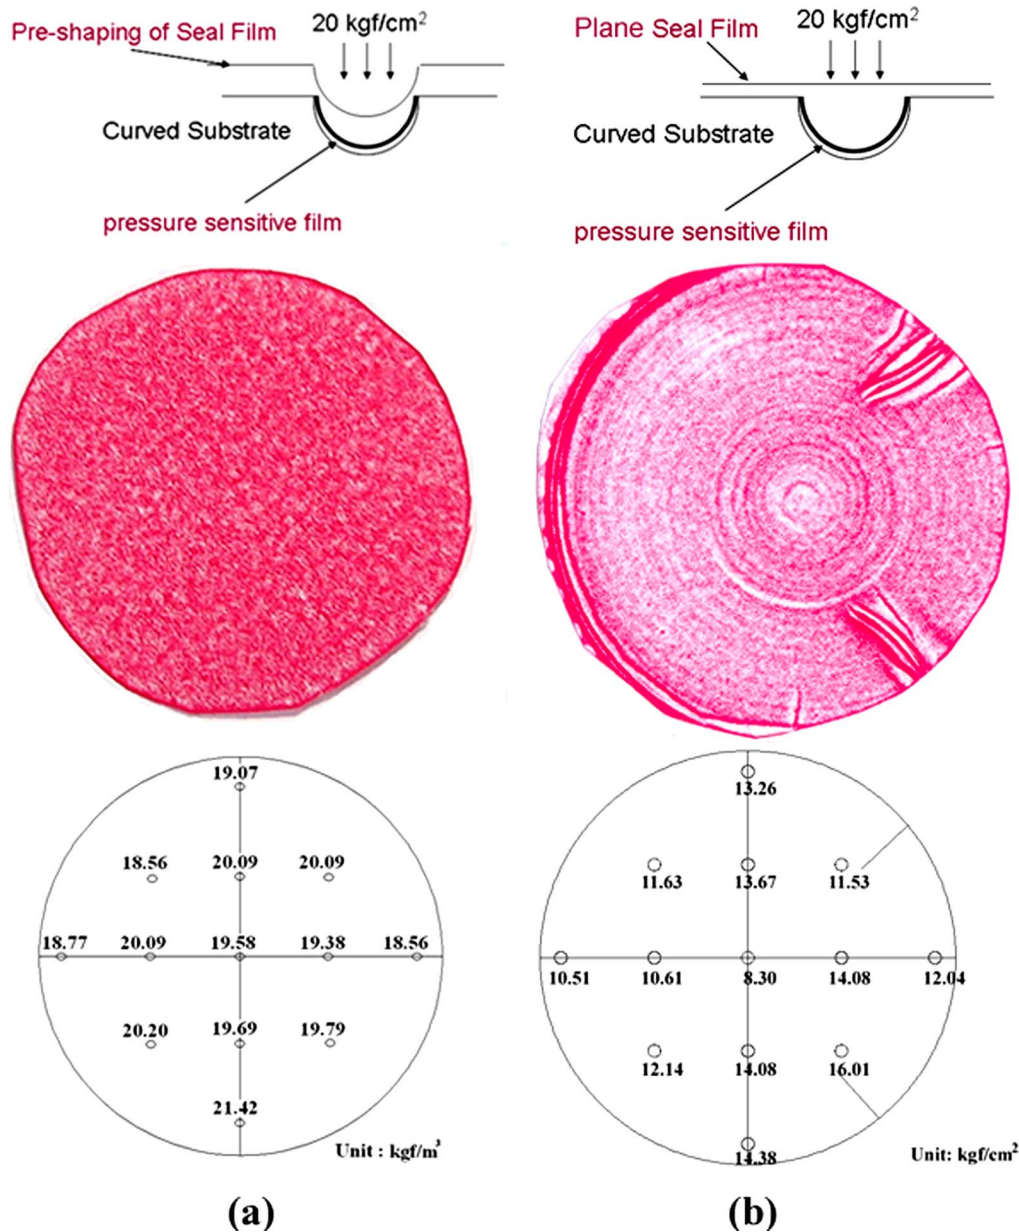 Pre-shaping of Seal Film
20 kgf/cm²
Curved Substrate
pressure sensitive film
Plane Seal Film
20 kgf/cm²
Curved Substrate
pressure sensitive film
19.07
18.56 20.09 20.09
18.77 20.09 19.58 19.38 18.56
20.20 19.69 19.79
21.42
Unit : kgf/m³
(a)
13.26
11.63 13.67 11.53
10.51 10.61 8.30 14.08 12.04
12.14 14.08 16.01
14.38
Unit: kgf/cm²
(b)